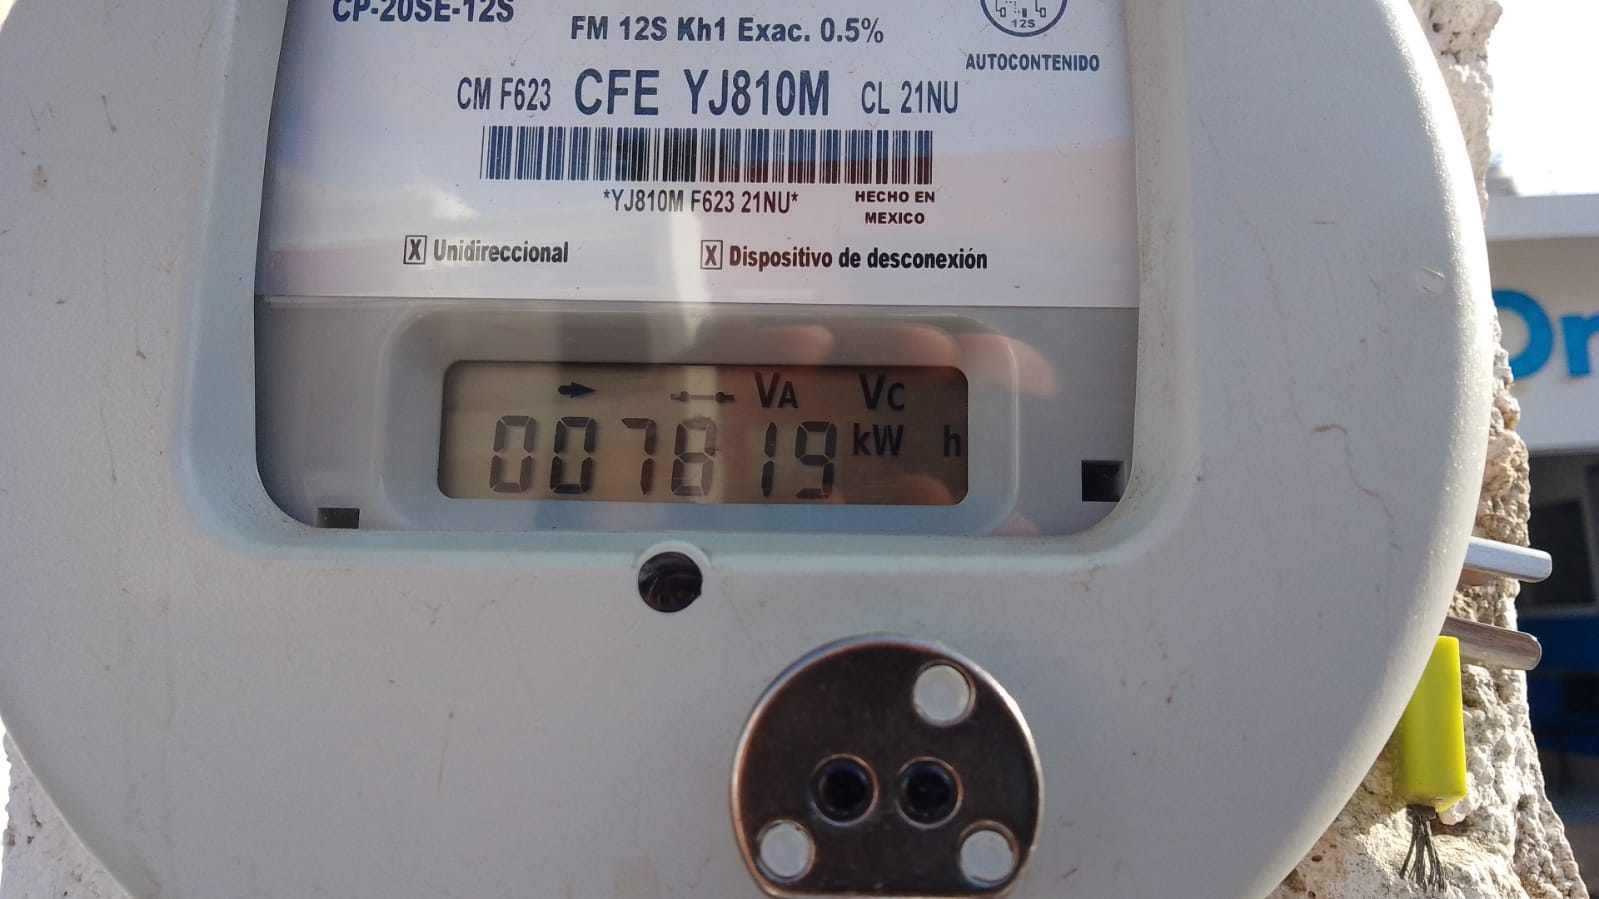 CP-20SE-12S
FM 12S Kh1 Exac. 0.5%
12S
AUTOCONTENIDO
CM F623 CFE YJ810M CL 21NU
*YJ810M F623 21NU*
HECHO EN
MEXICO
X Unidireccional
X Dispositivo de desconexión
VA VC
007819 kW h